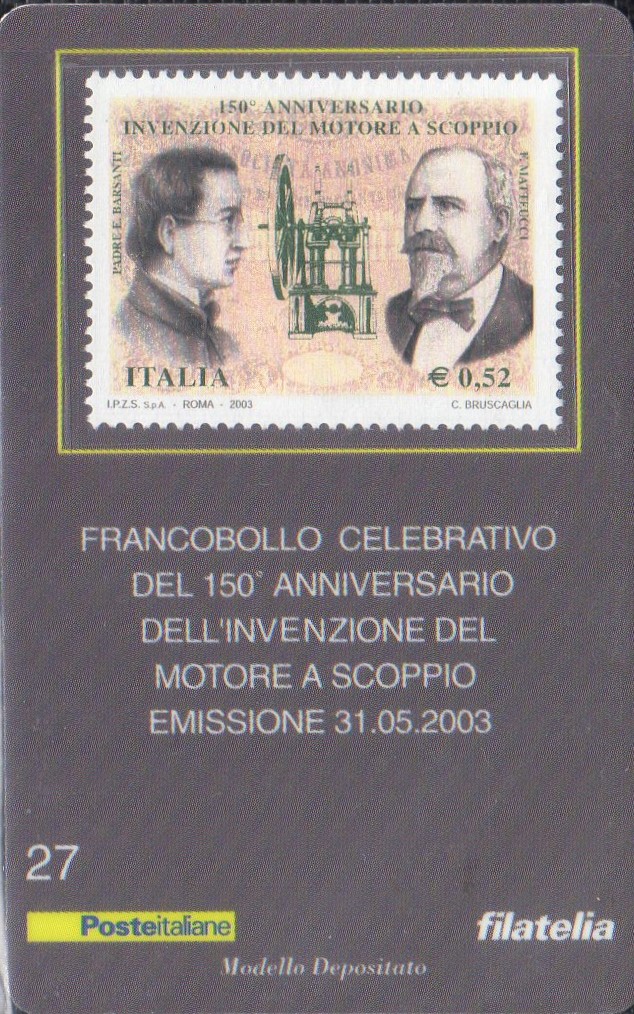 150° ANNIVERSARIO
INVENZIONE DEL MOTORE A SCOPPIO
PADRE E. BARSANTI
F. MATTEUCCI
ITALIA
€ 0,52
I.P.Z.S. S.p.A. - ROMA - 2003
C. BRUSCAGLIA
FRANCOBOLLO CELEBRATIVO
DEL 150° ANNIVERSARIO
DELL'INVENZIONE DEL
MOTORE A SCOPPIO
EMISSIONE 31.05.2003
27
Posteitaliane
filatelia
Modello Depositato